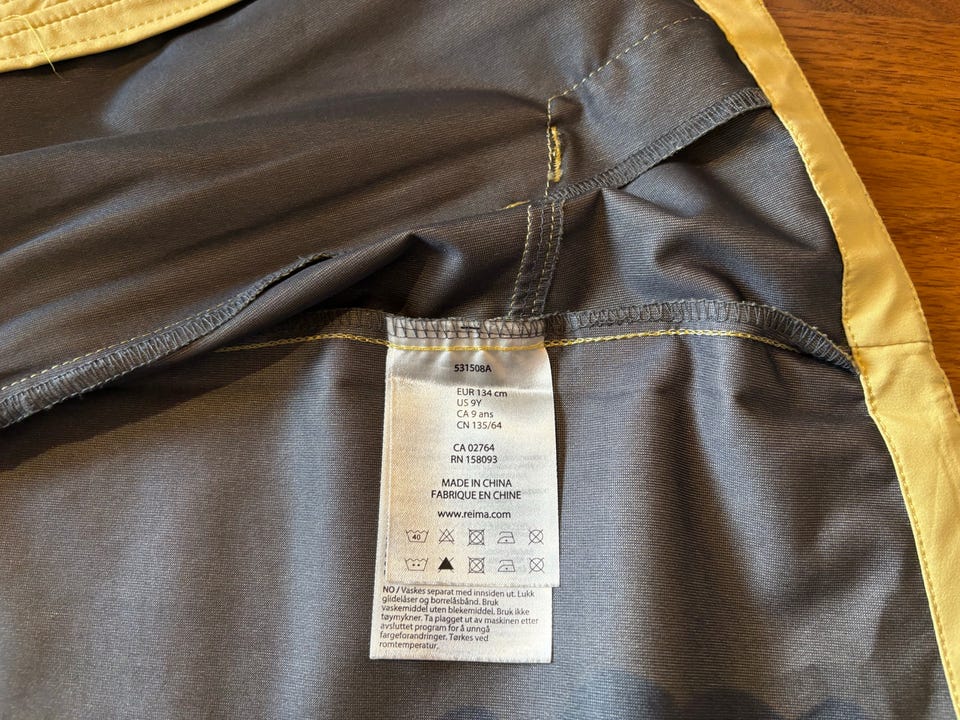 531508A
EUR 134 cm
US 9Y
CA 9 ans
CN 135/64
CA 02764
RN 158093
MADE IN CHINA
FABRIQUE EN CHINE
www.reima.com
40
NO / Vaskes separat med innsiden ut. Lukk
glidelåser og borrelåsbånd. Bruk
vaskemiddel uten blekemiddel. Bruk ikke
tøymykner. Ta plagget ut av maskinen etter
avsluttet program for å unngå
fargeforandringer. Tørkes ved
romtemperatur,